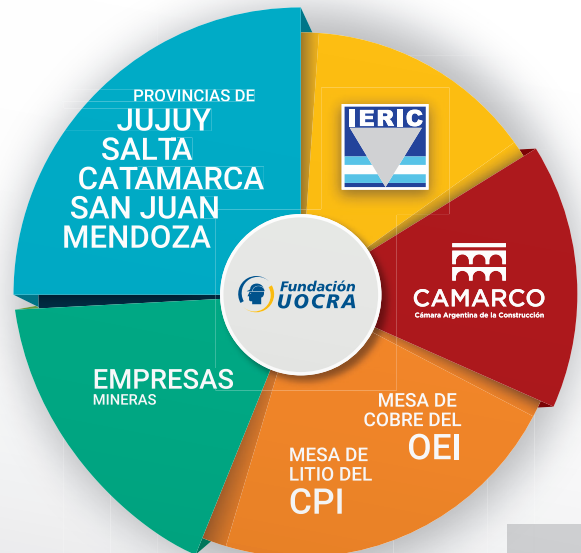 PROVINCIAS DE
JUJUY
SALTA
CATAMARCA
SAN JUAN
MENDOZA
IERIC
CAMARCO
Cámara Argentina de la Construcción
Fundación
UOCRA
EMPRESAS
MINERAS
MESA DE
COBRE DEL
OEI
MESA DE
LITIO DEL
CPI